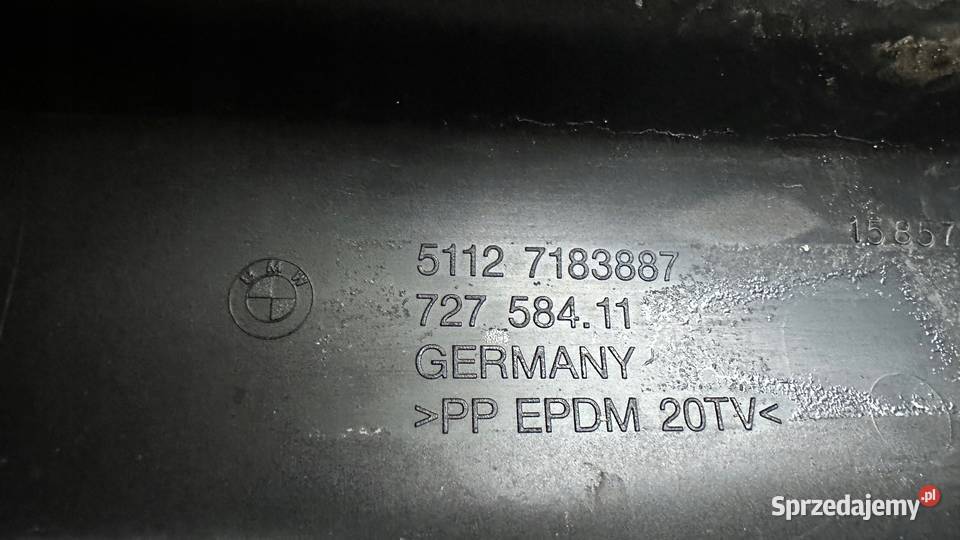 15857
BMW
5112 7183887
727 584.11
GERMANY
>PP EPDM 20TV<
Sprzedajemy.pl